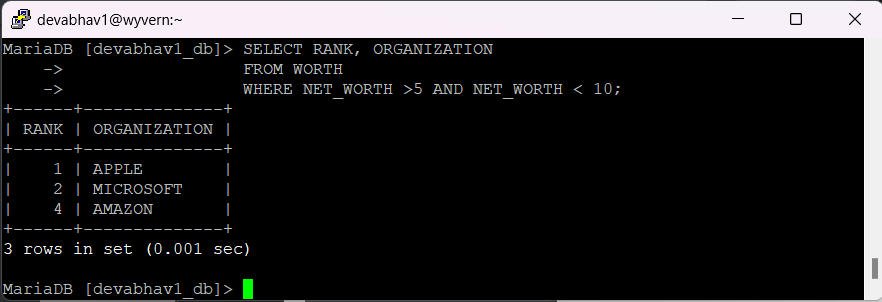 devabhav1@wyvern:~
MariaDB [devabhav1_db]> SELECT RANK, ORGANIZATION
    ->                  FROM WORTH
    ->                  WHERE NET_WORTH >5 AND NET_WORTH < 10;
+------+--------------+
| RANK | ORGANIZATION |
+------+--------------+
|    1 | APPLE        |
|    2 | MICROSOFT    |
|    4 | AMAZON       |
+------+--------------+
3 rows in set (0.001 sec)
MariaDB [devabhav1_db]>